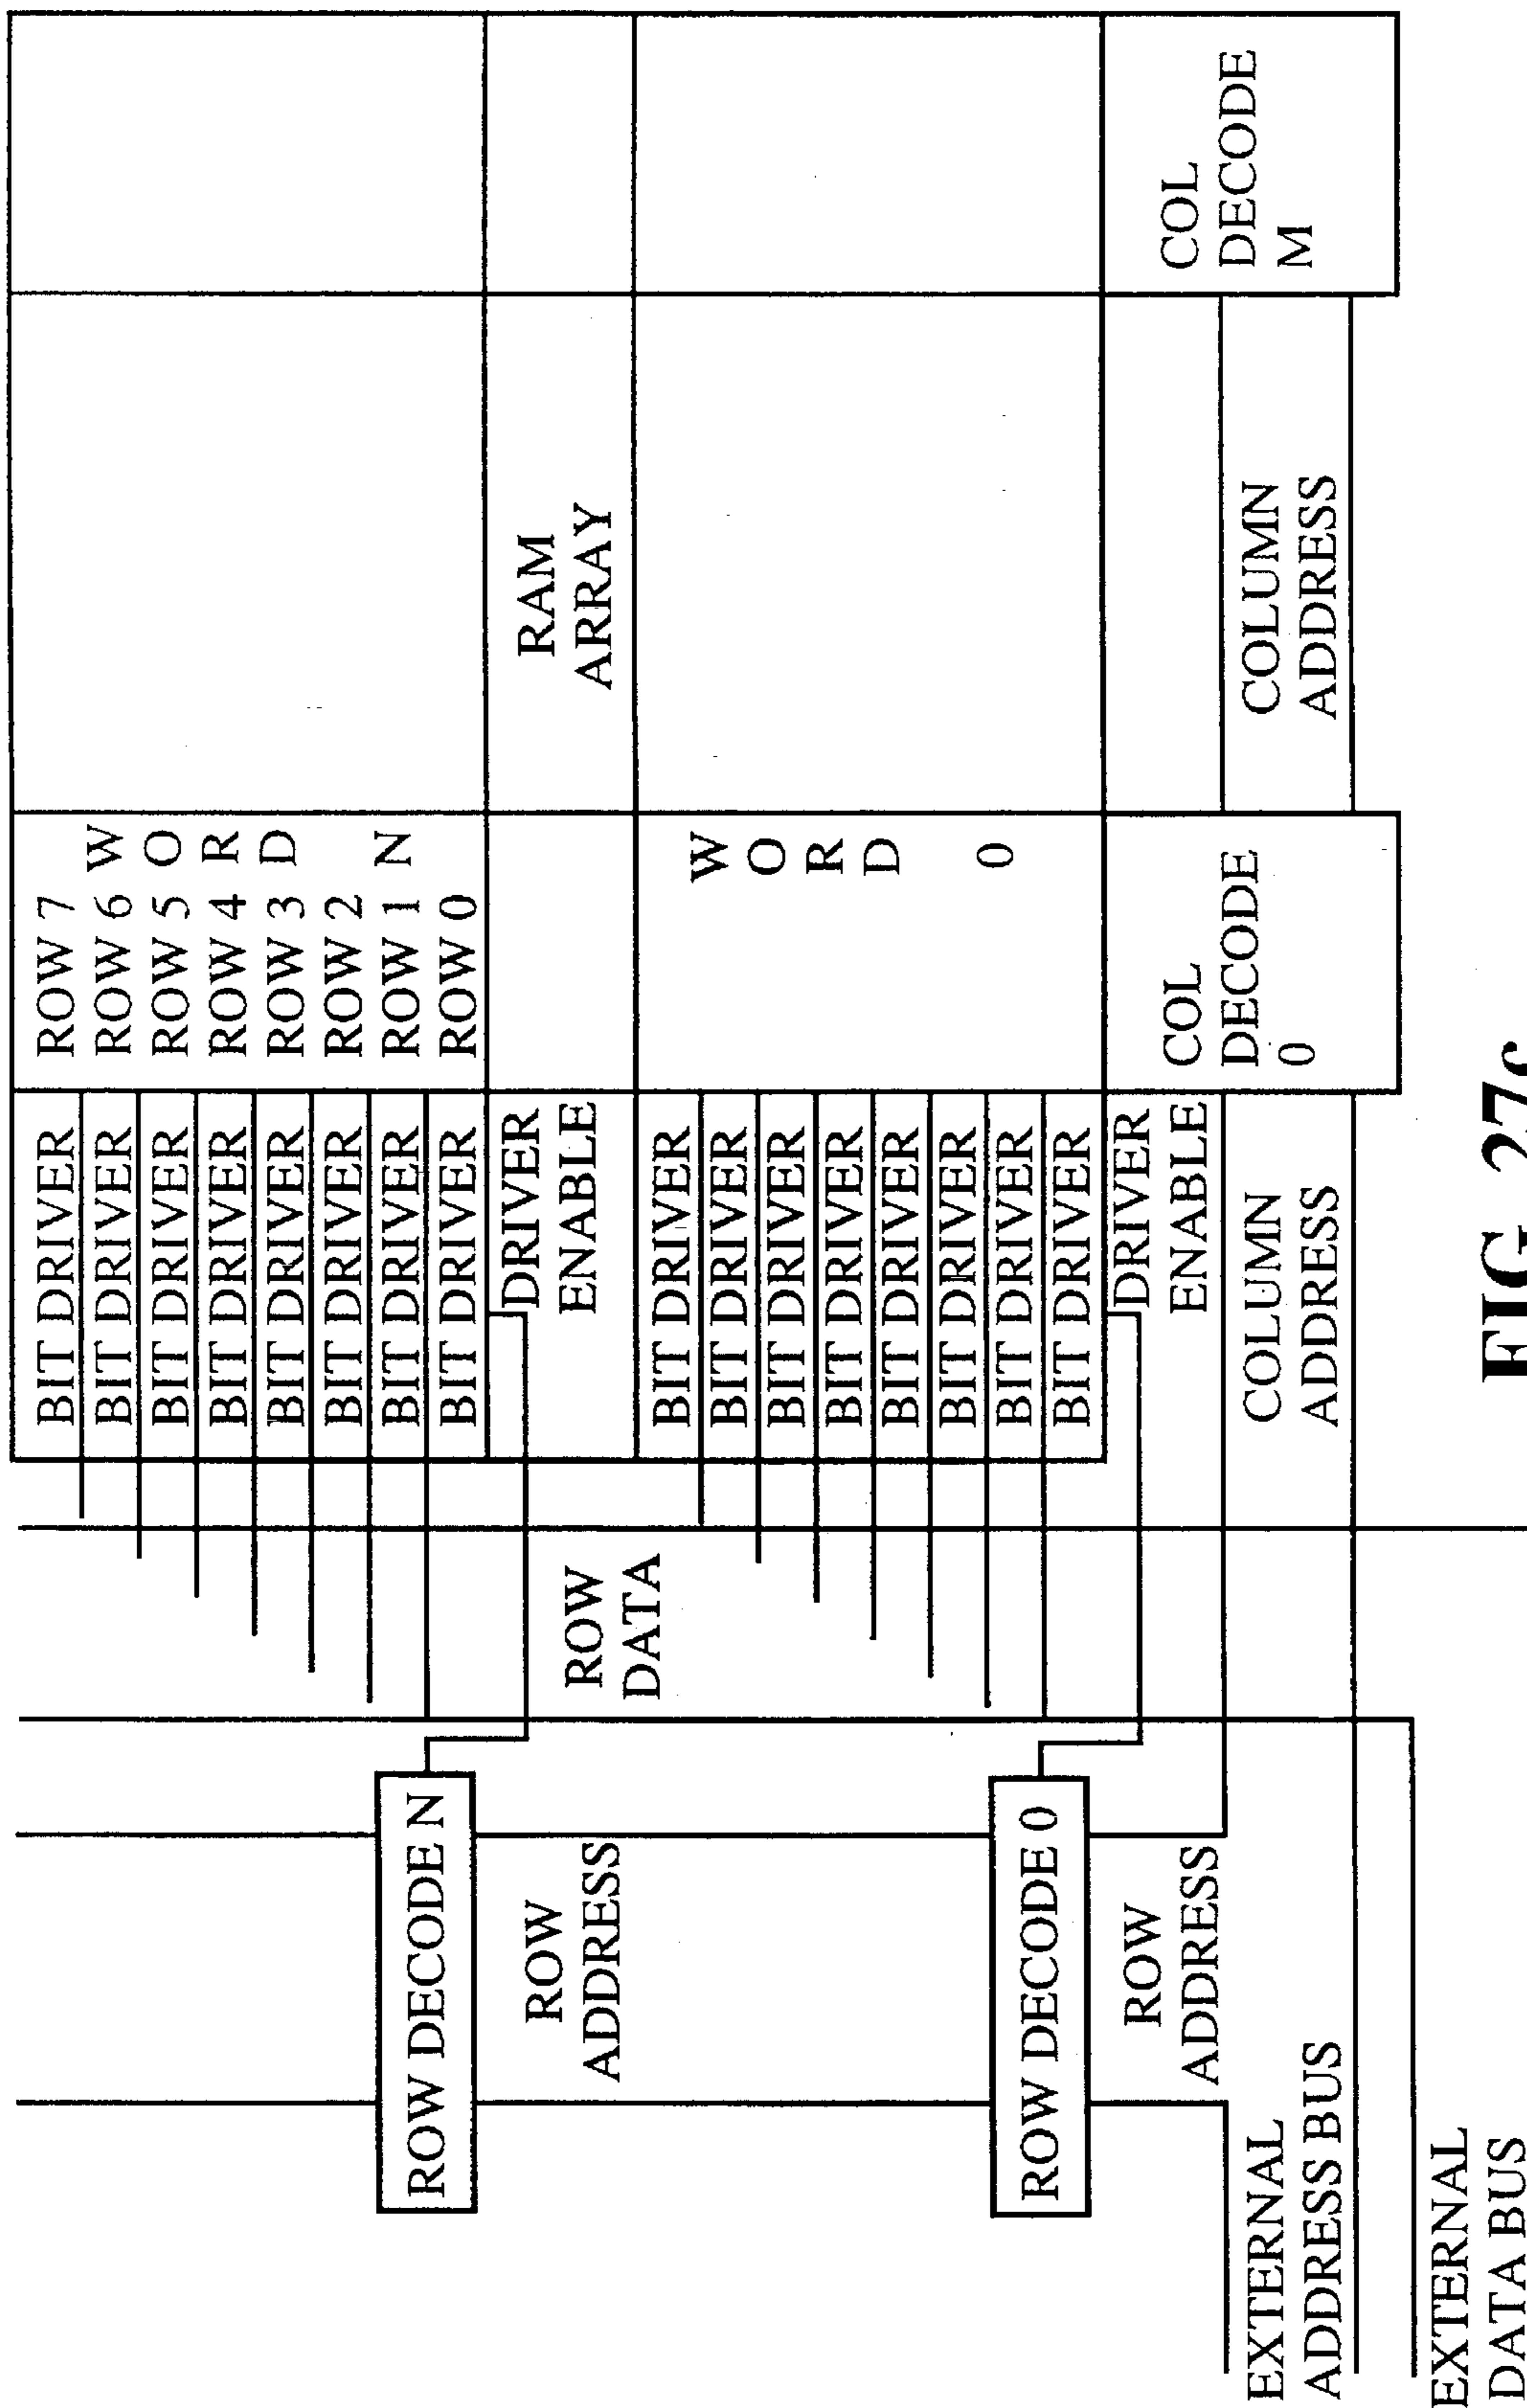 BIT DRIVER ROW 7
BIT DRIVER ROW 6
BIT DRIVER ROW 5
BIT DRIVER ROW 4
BIT DRIVER ROW 3
BIT DRIVER ROW 2
BIT DRIVER ROW 1
BIT DRIVER ROW 0
W
O
R
D
N
ROW DECODE N
DRIVER
ENABLE
RAM
ARRAY
ROW
ADDRESS
ROW
DATA
BIT DRIVER
BIT DRIVER
BIT DRIVER
BIT DRIVER
BIT DRIVER
BIT DRIVER
BIT DRIVER
BIT DRIVER
W
O
R
D
0
ROW DECODE 0
DRIVER
ENABLE
ROW
ADDRESS
COL
DECODE
0
COL
DECODE
M
COLUMN
ADDRESS
COLUMN
ADDRESS
EXTERNAL
ADDRESS BUS
EXTERNAL
DATA BUS
FIG